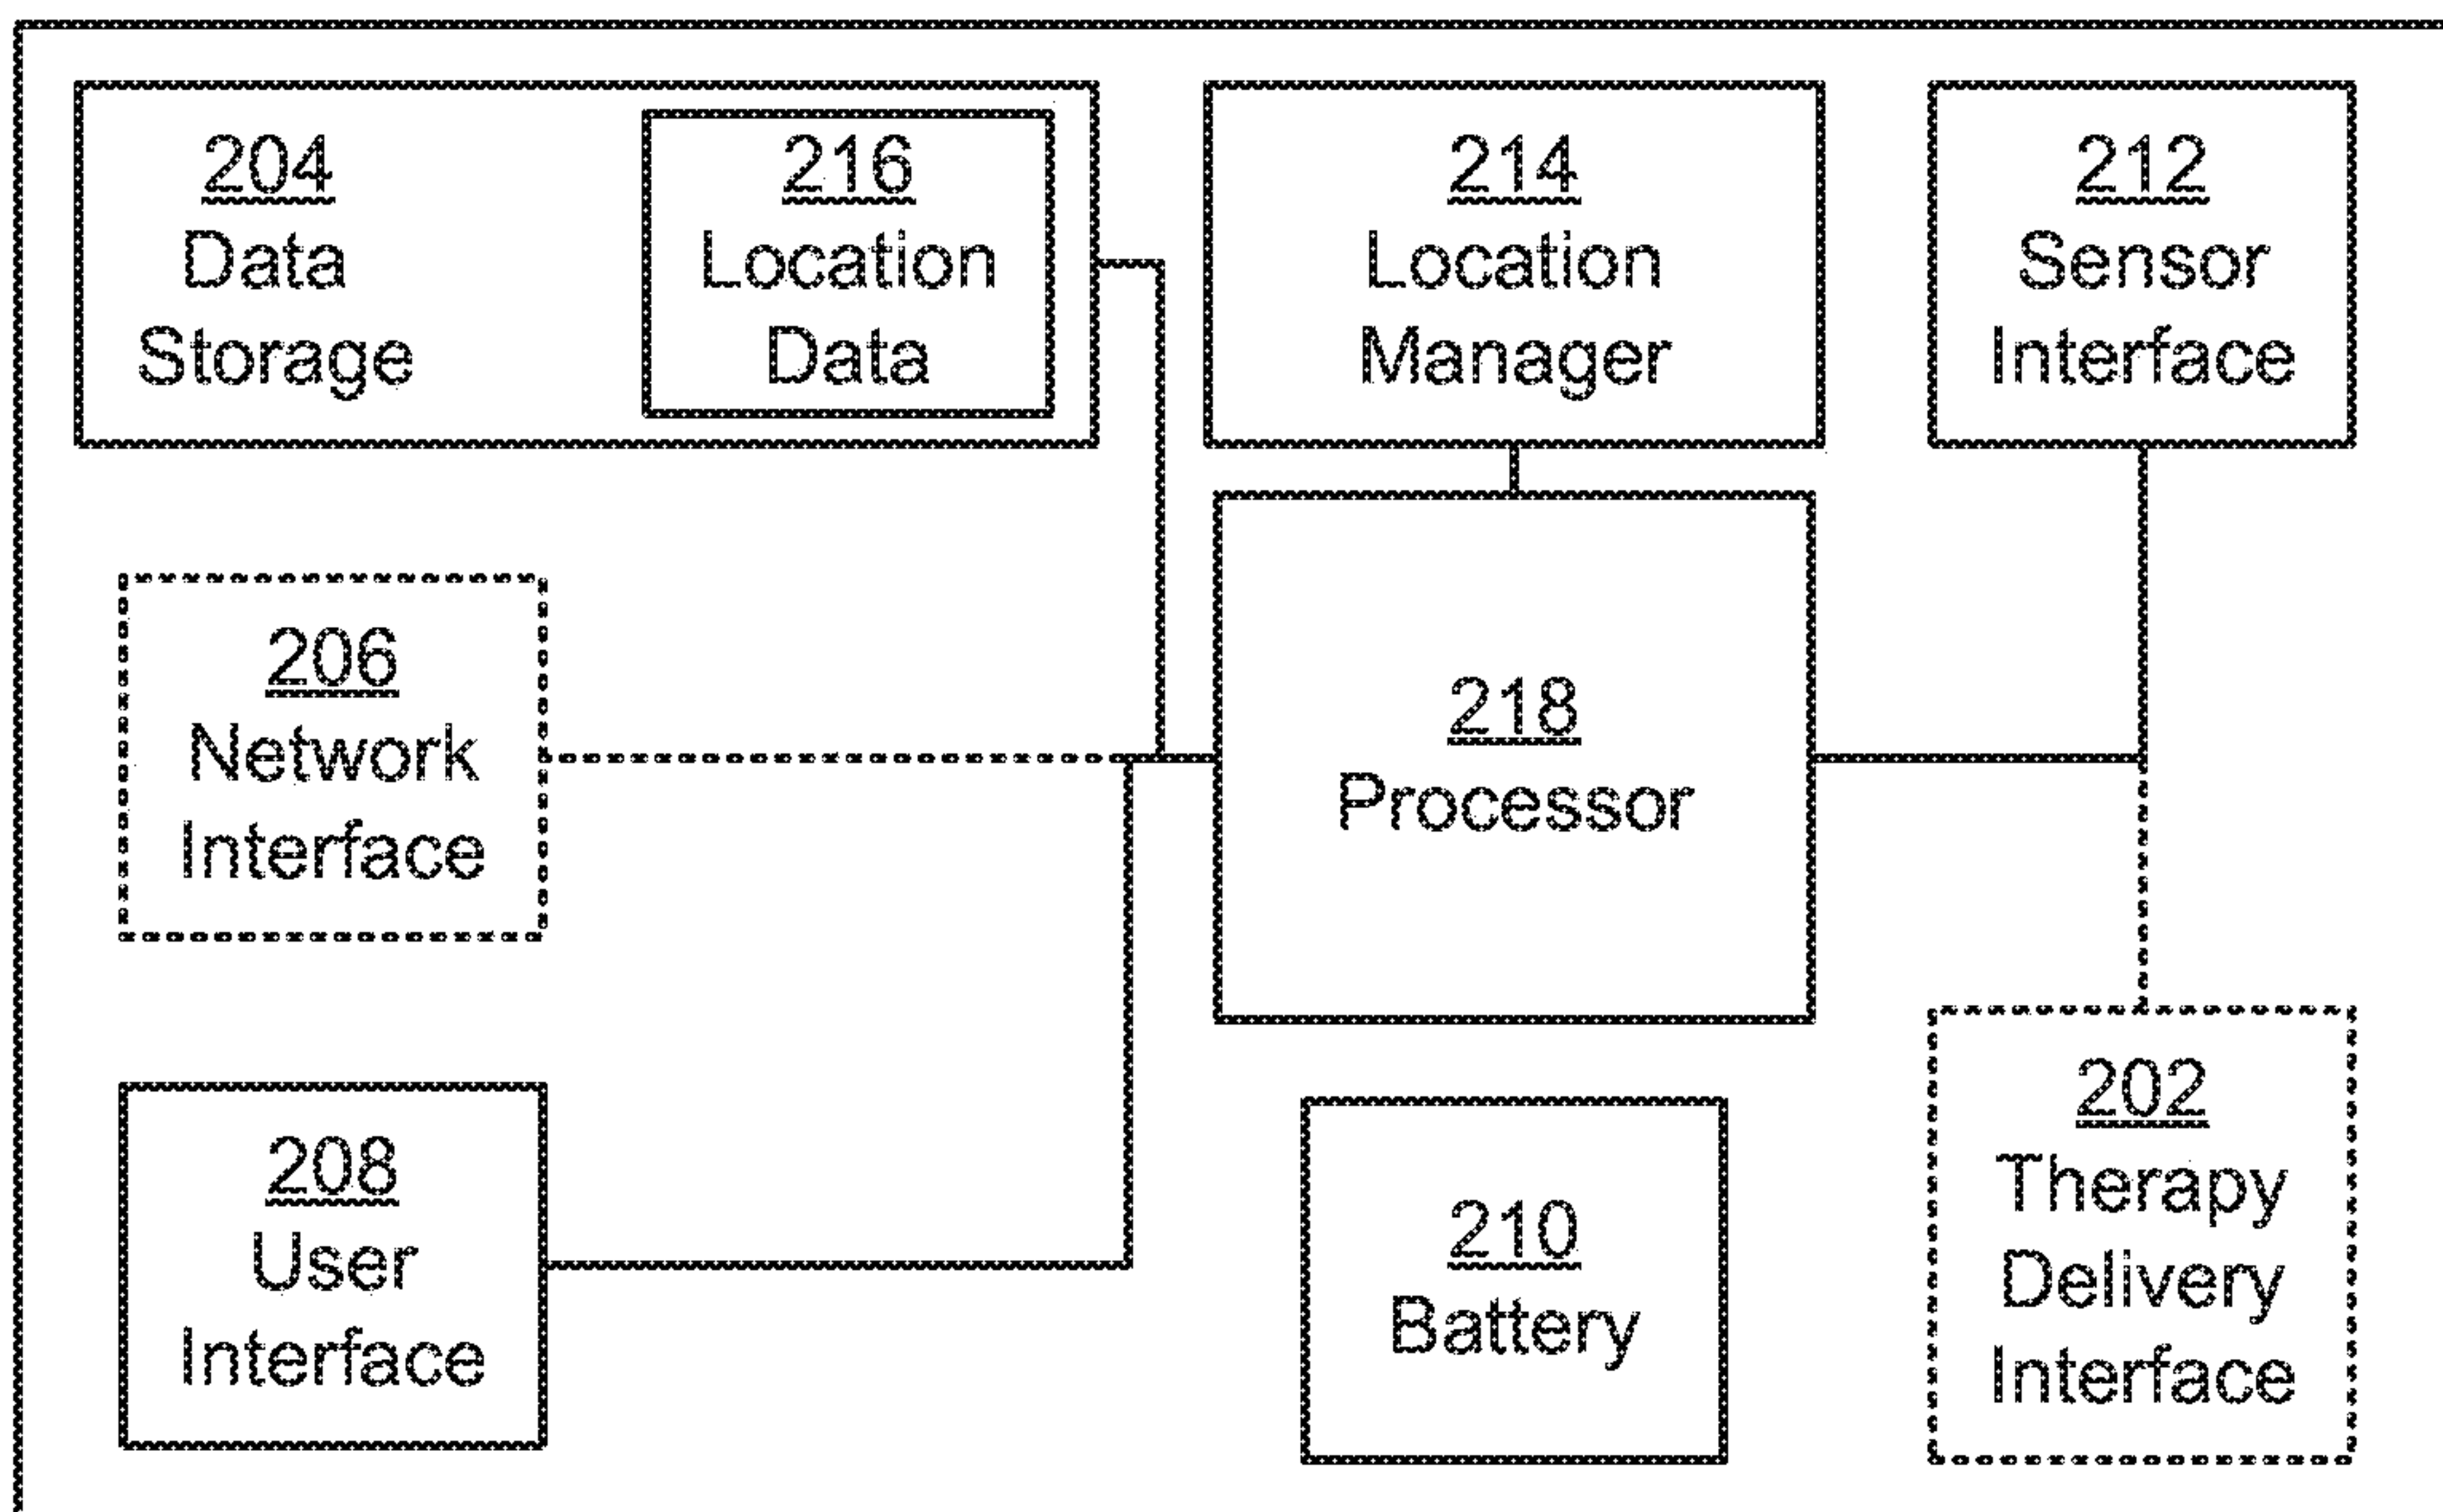 204
Data
Storage
216
Location
Data
214
Location
Manager
212
Sensor
Interface
206
Network
Interface
218
Processor
208
User
Interface
210
Battery
202
Therapy
Delivery
Interface